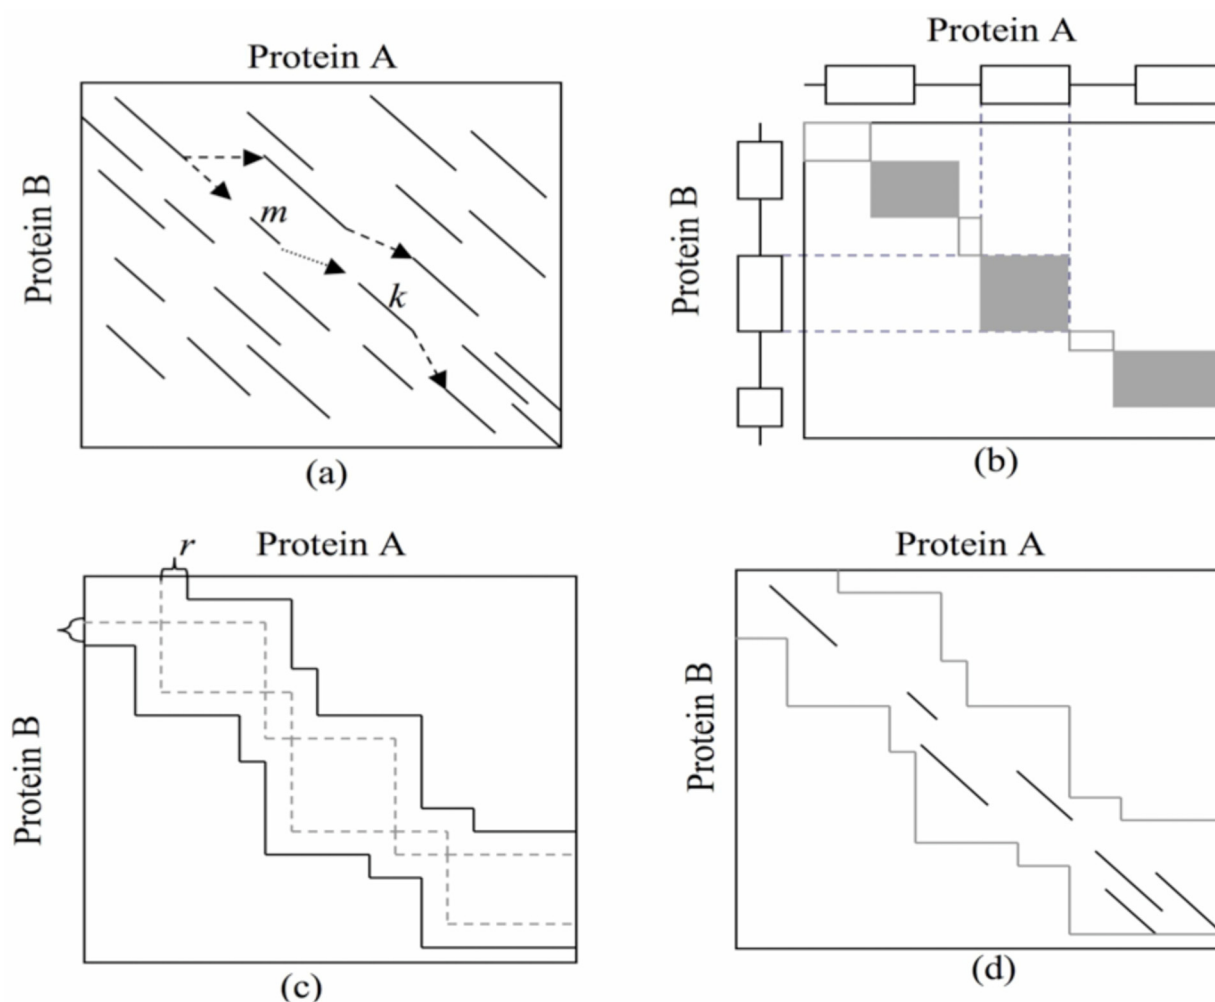 Protein A
Protein B
m
k
(a)
Protein A
Protein B
(b)
r
Protein A
Protein B
(c)
Protein A
Protein B
(d)